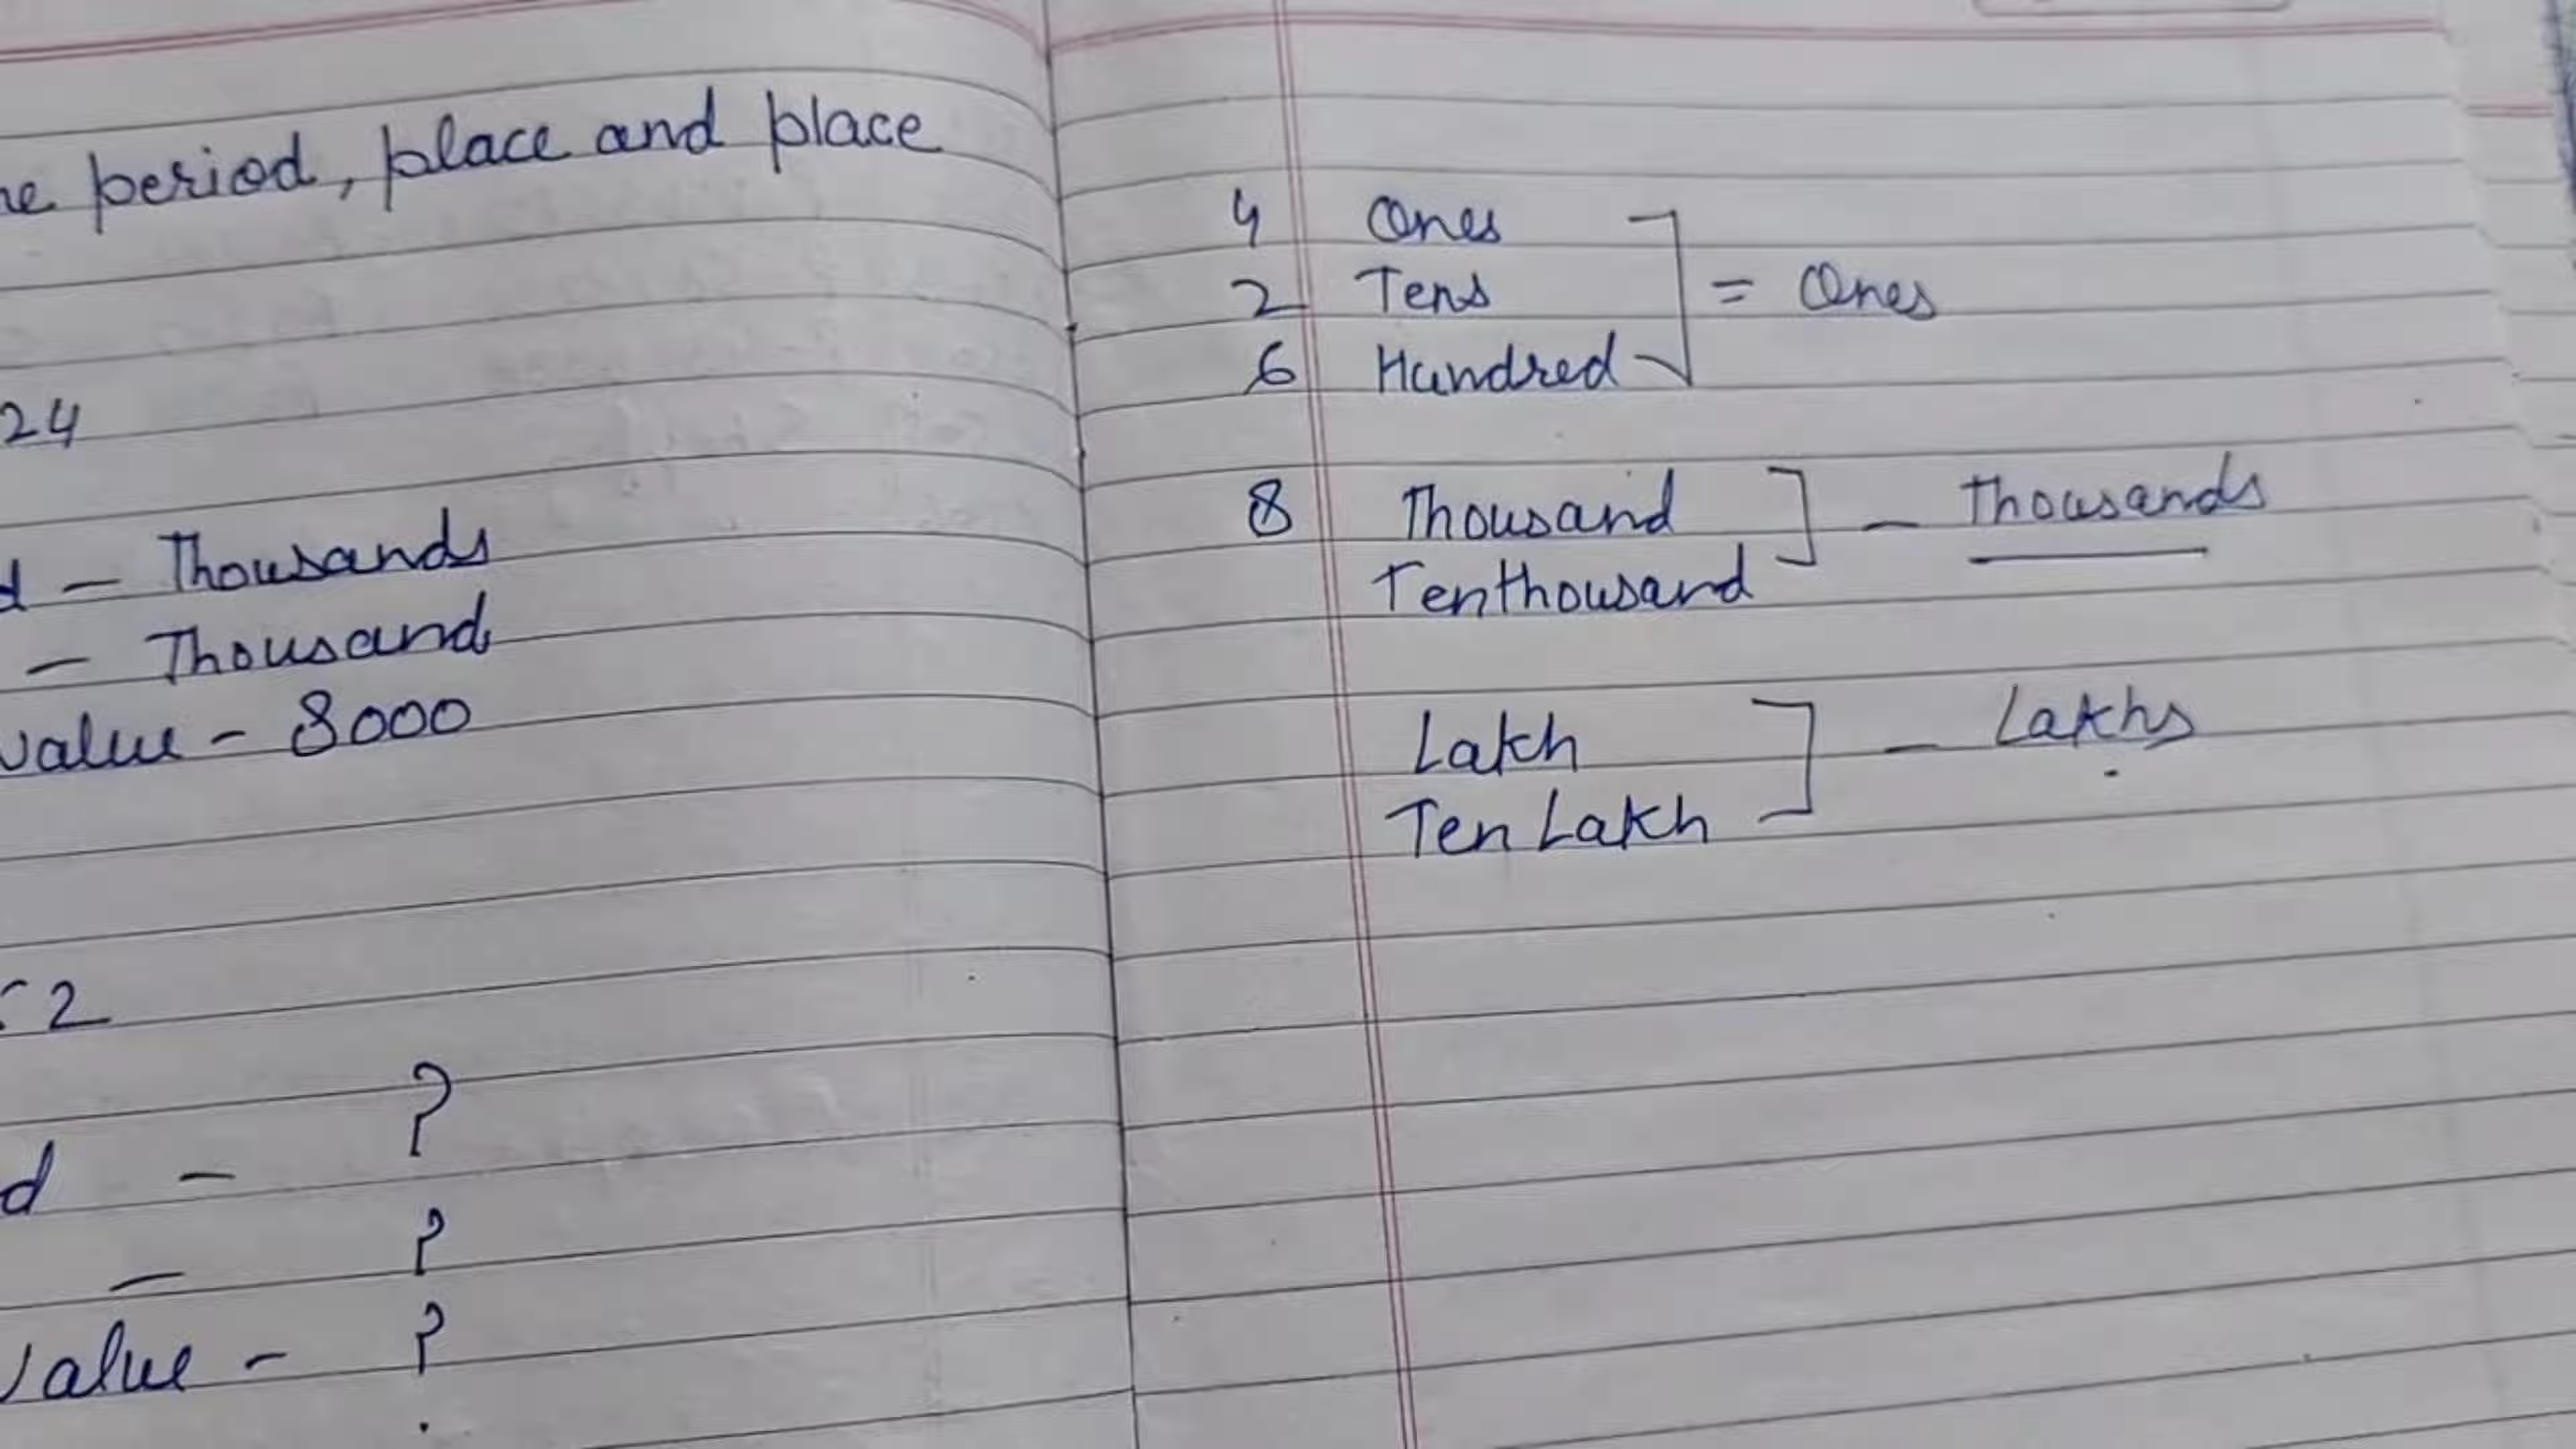 period, place and place
24
- Thousands
- Thousand
value - 8000
2
-
?
-
?
value - ?
4 Ones
2 Tens
6 Hundred
= Ones
8 Thousand
Tenthousand
- Thousands
Lakh
Ten Lakh
- Lakhs